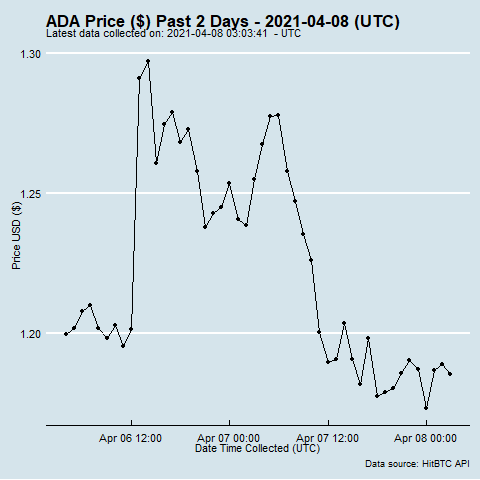 ADA Price ($) Past 2 Days - 2021-04-08 (UTC)
Latest data collected on: 2021-04-08 03:03:41 - UTC
1.30
1.25
1.20
Price USD ($)
Apr 06 12:00 Apr 07 00:00 Apr 07 12:00 Apr 08 00:00
Date Time Collected (UTC)
Data source: HitBTC API